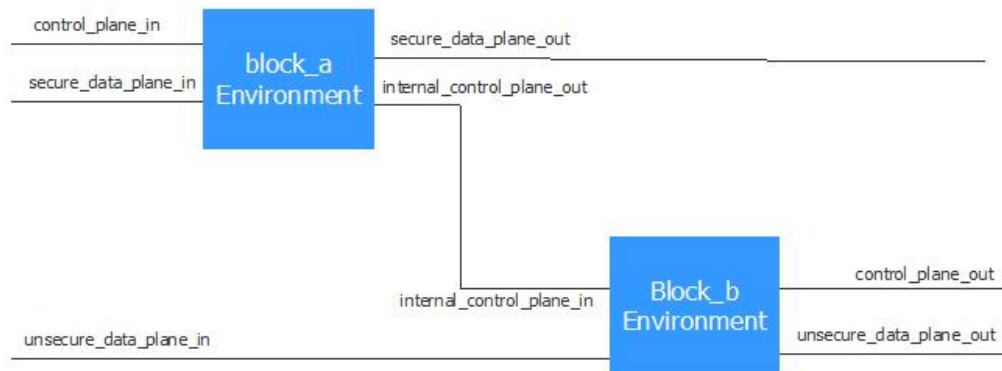 control_plane_in
secure_data_plane_in
block_a
Environment
secure_data_plane_out
internal_control_plane_out
internal_control_plane_in
unsecure_data_plane_in
Block_b
Environment
control_plane_out
unsecure_data_plane_out